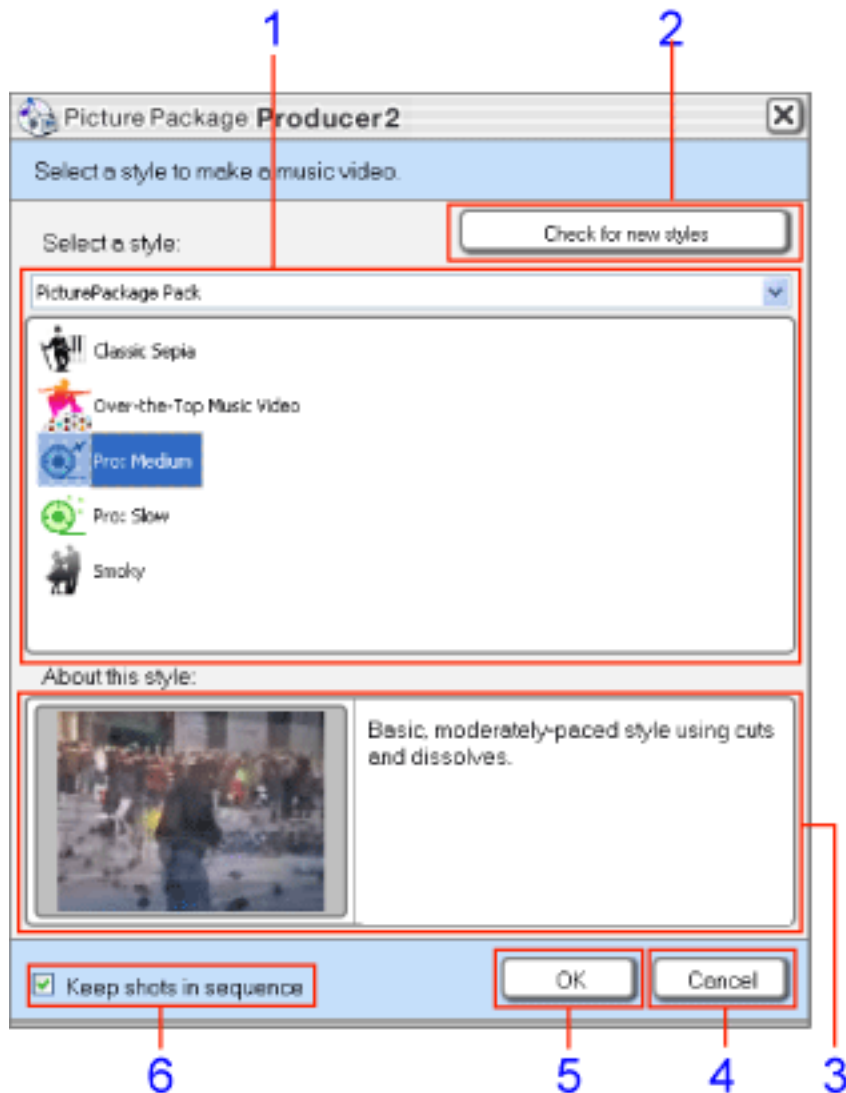 1 2
Picture Package Producer2
Select a style to make a music video.
Check for new styles
Select a style:
PicturePackage Pack
Classic Sepia
Over-the-Top Music Video
Pro: Medium
Pro: Slow
Smoky
About this style:
Basic, moderately-paced style using cuts
and dissolves.
Keep shots in sequence OK Cancel
6 5 4 3